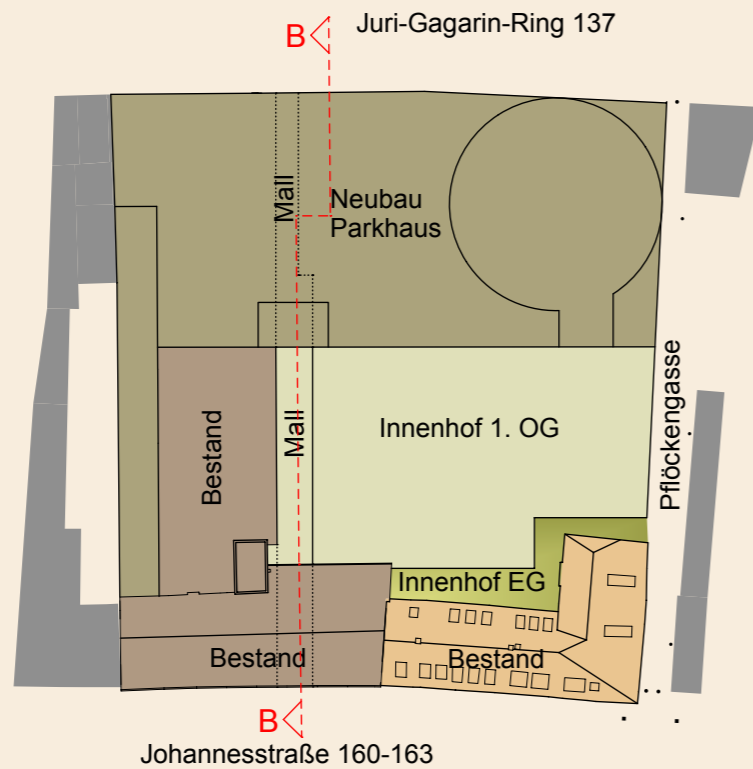 B
Juri-Gagarin-Ring 137
Mall
Neubau
Parkhaus
Bestand
Mall
Innenhof 1. OG
Pflöckengasse
Innenhof EG
Bestand
Bestand
B
Johannesstraße 160-163